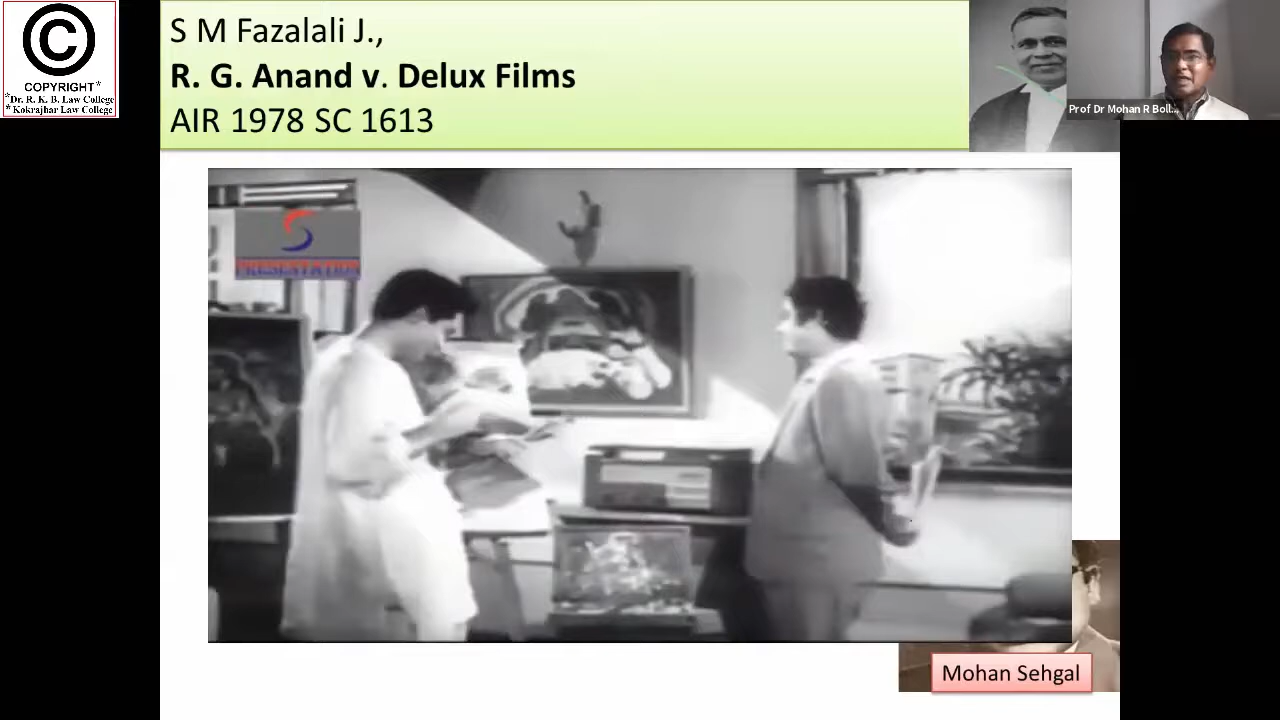 ©
COPYRIGHT*
*Dr. R. K. B. Law College
*Kokrajhar Law College
S M Fazalali J.,
R. G. Anand v. Delux Films
AIR 1978 SC 1613
Prof Dr Mohan R Boll...
PRESENTATION
Mohan Sehgal